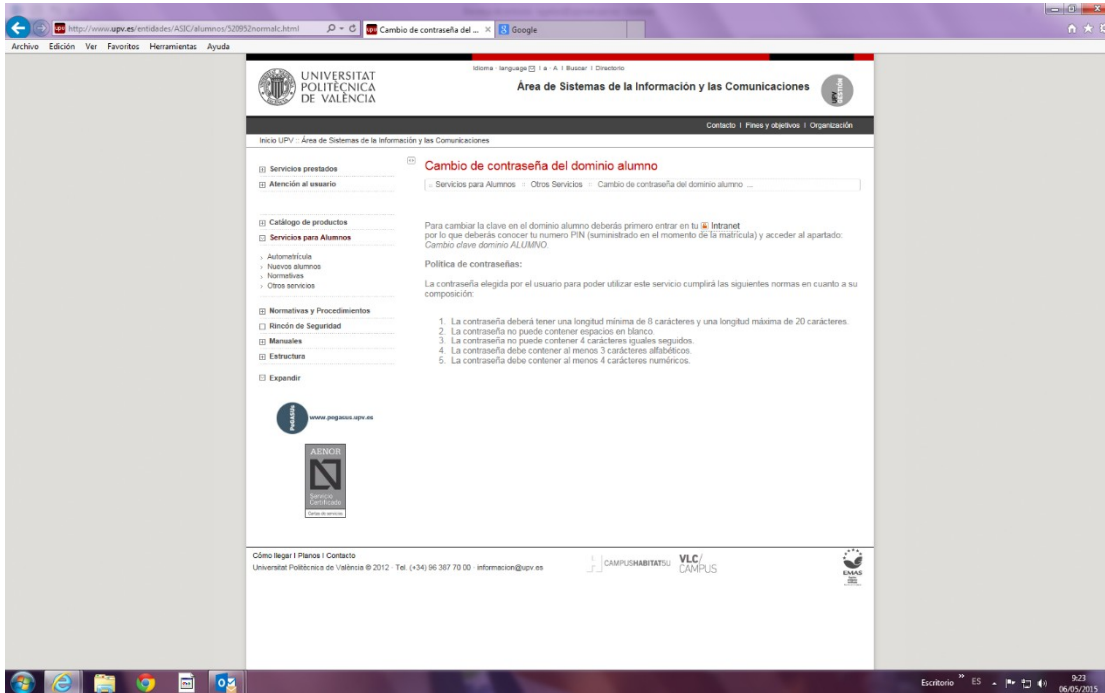 http://www.upv.es/entidades/ASIC/alumnos/520952normalc.html
Cambio de contraseña del ...
Google
Archivo Edición Ver Favoritos Herramientas Ayuda
UNIVERSITAT
POLITÈCNICA
DE VALÈNCIA
Idioma · language | a · A | Buscar | Directorio
Área de Sistemas de la Información y las Comunicaciones
UPV
GESTIÓN
Contacto | Fines y objetivos | Organización
Inicio UPV :: Área de Sistemas de la Información y las Comunicaciones
Servicios prestados
Atención al usuario
Catálogo de productos
Servicios para Alumnos
Automatrícula
Nuevos alumnos
Normativas
Otros servicios
Normativas y Procedimientos
Rincón de Seguridad
Manuales
Estructura
Expandir
PEGASUS
www.pegasus.upv.es
AENOR
Servicio
Certificado
Cartas de servicios
Cambio de contraseña del dominio alumno
Servicios para Alumnos :: Otros Servicios :: Cambio de contraseña del dominio alumno ...
Para cambiar la clave en el dominio alumno deberás primero entrar en tu Intranet
por lo que deberás conocer tu numero PIN (suministrado en el momento de la matrícula) y acceder al apartado:
Cambio clave dominio ALUMNO.
Política de contraseñas:
La contraseña elegida por el usuario para poder utilizar este servicio cumplirá las siguientes normas en cuanto a su
composición:
1. La contraseña deberá tener una longitud mínima de 8 carácteres y una longitud máxima de 20 carácteres.
2. La contraseña no puede contener espacios en blanco.
3. La contraseña no puede contener 4 carácteres iguales seguidos.
4. La contraseña debe contener al menos 3 carácteres alfabéticos.
5. La contraseña debe contener al menos 4 carácteres numéricos.
Cómo llegar | Planos | Contacto
Universitat Politècnica de València © 2012 · Tel. (+34) 96 387 70 00 · informacion@upv.es
CAMPUSHABITAT5U
VLC/
CAMPUS
EMAS
Escritorio
ES
9:23
06/05/2015